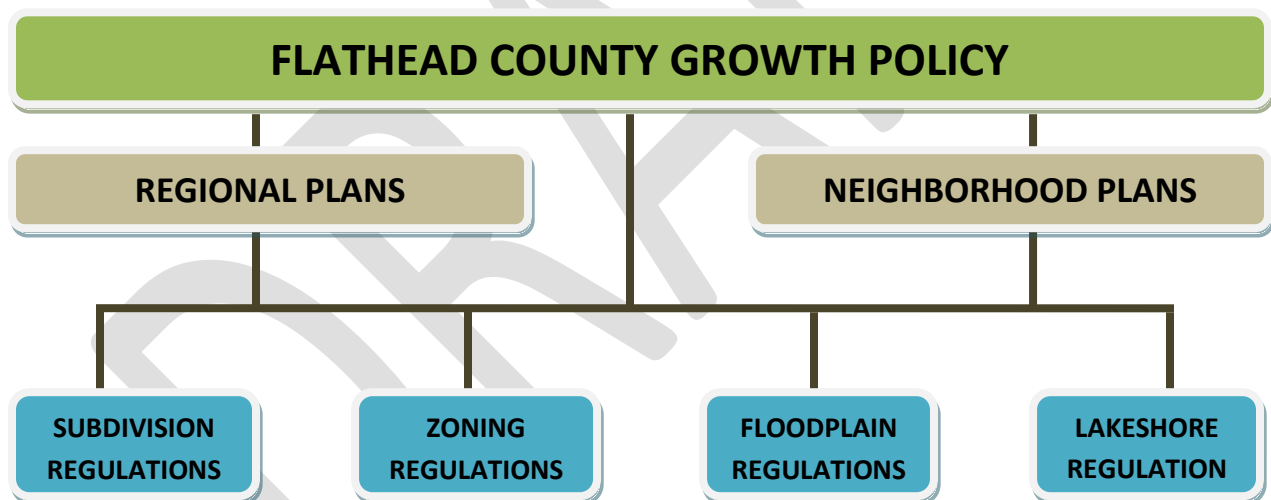 FLATHEAD COUNTY GROWTH POLICY
REGIONAL PLANS
NEIGHBORHOOD PLANS
SUBDIVISION
REGULATIONS
ZONING
REGULATIONS
FLOODPLAIN
REGULATIONS
LAKESHORE
REGULATION